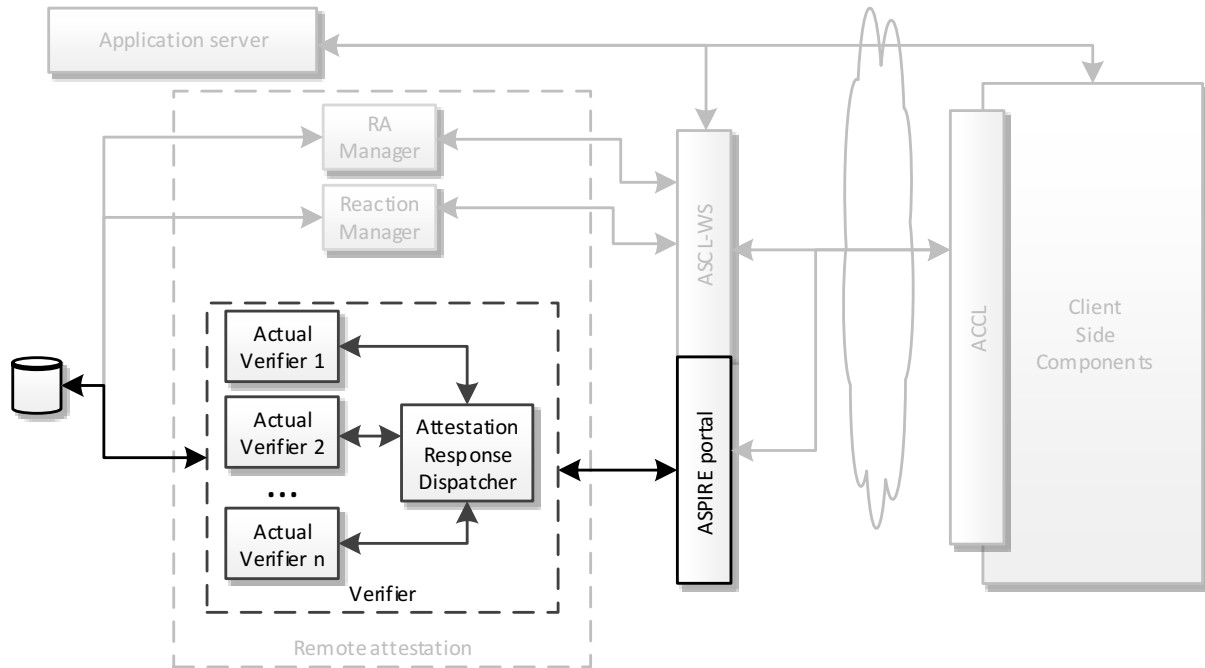 Application server
RA
Manager
Reaction
Manager
ASCL-WS
ACCL
Client
Side
Components
Actual
Verifier 1
Actual
Verifier 2
...
Actual
Verifier n
Attestation
Response
Dispatcher
ASPIRE portal
Verifier
Remote attestation